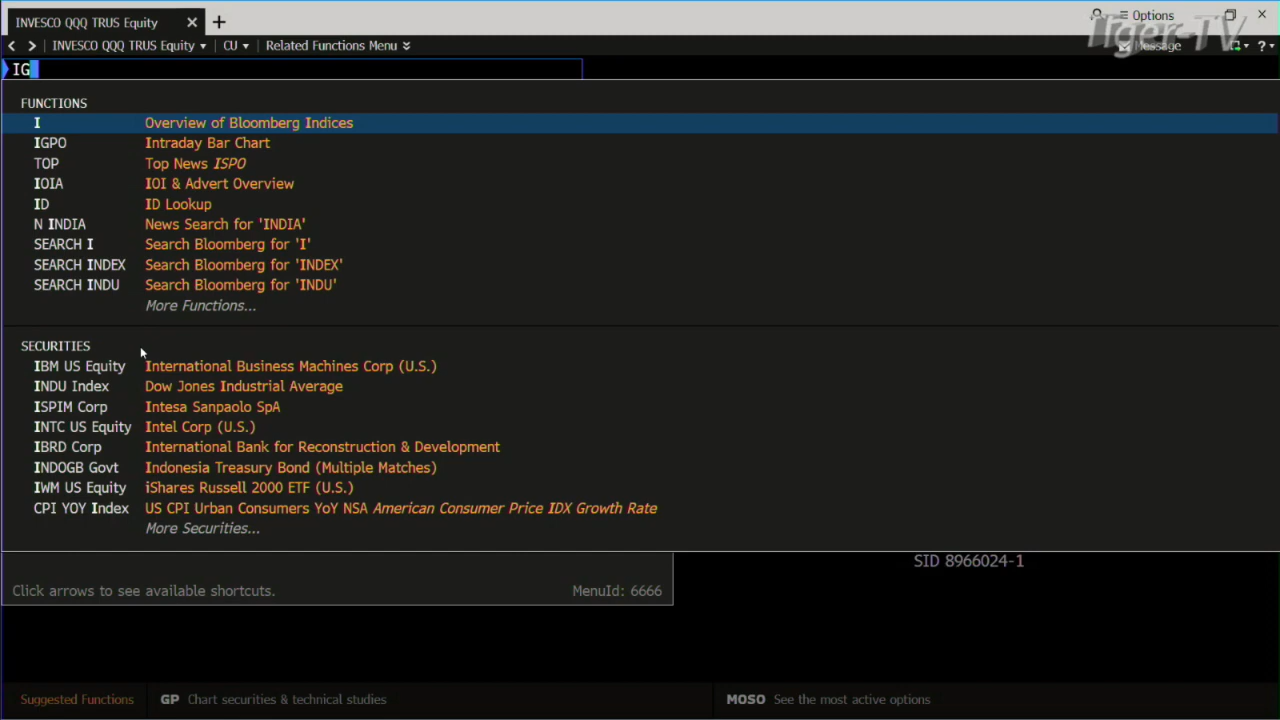 INVESCO QQQ TRUS Equity
Options
INVESCO QQQ TRUS Equity CU Related Functions Menu Message ?
Tiger-TV
IG
FUNCTIONS
I Overview of Bloomberg Indices
IGPO Intraday Bar Chart
TOP Top News ISPO
IOIA IOI & Advert Overview
ID ID Lookup
N INDIA News Search for 'INDIA'
SEARCH I Search Bloomberg for 'I'
SEARCH INDEX Search Bloomberg for 'INDEX'
SEARCH INDU Search Bloomberg for 'INDU'
More Functions...
SECURITIES
IBM US Equity International Business Machines Corp (U.S.)
INDU Index Dow Jones Industrial Average
ISPIM Corp Intesa Sanpaolo SpA
INTC US Equity Intel Corp (U.S.)
IBRD Corp International Bank for Reconstruction & Development
INDOGB Govt Indonesia Treasury Bond (Multiple Matches)
IWM US Equity iShares Russell 2000 ETF (U.S.)
CPI YOY Index US CPI Urban Consumers YoY NSA American Consumer Price IDX Growth Rate
More Securities...
SID 8966024-1
Click arrows to see available shortcuts. MenuId: 6666
Suggested Functions GP Chart securities & technical studies MOSO See the most active options